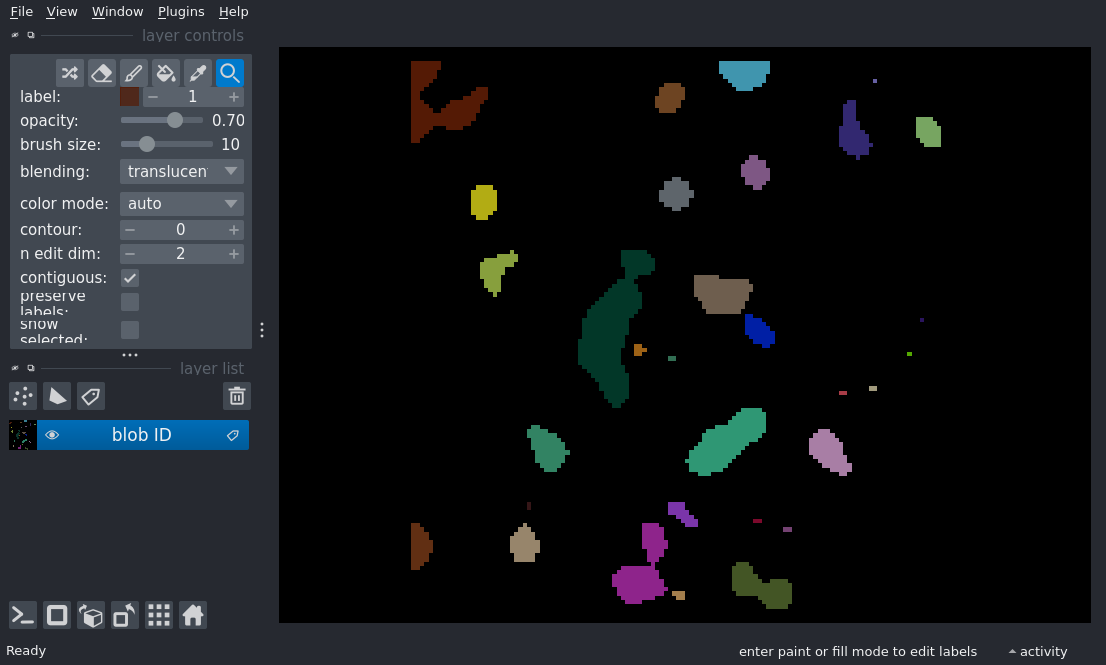 File View Window Plugins Help
layer controls
label: 1
opacity: 0.70
brush size: 10
blending: translucen
color mode: auto
contour: 0
n edit dim: 2
contiguous:
preserve
labels:
show
selected:
layer list
blob ID
Ready
enter paint or fill mode to edit labels activity